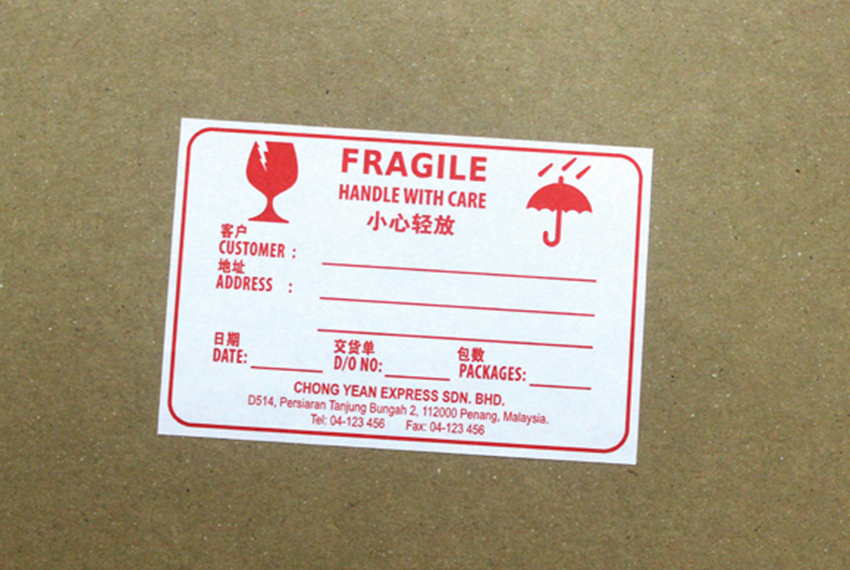 FRAGILE
HANDLE WITH CARE
小心轻放
客户
CUSTOMER :
地址
ADDRESS :
日期 交货单 包数
DATE: D/O NO: PACKAGES:
CHONG YEAN EXPRESS SDN. BHD.
D514, Persiaran Tanjung Bungah 2, 112000 Penang, Malaysia.
Tel: 04-123 456 Fax: 04-123 456